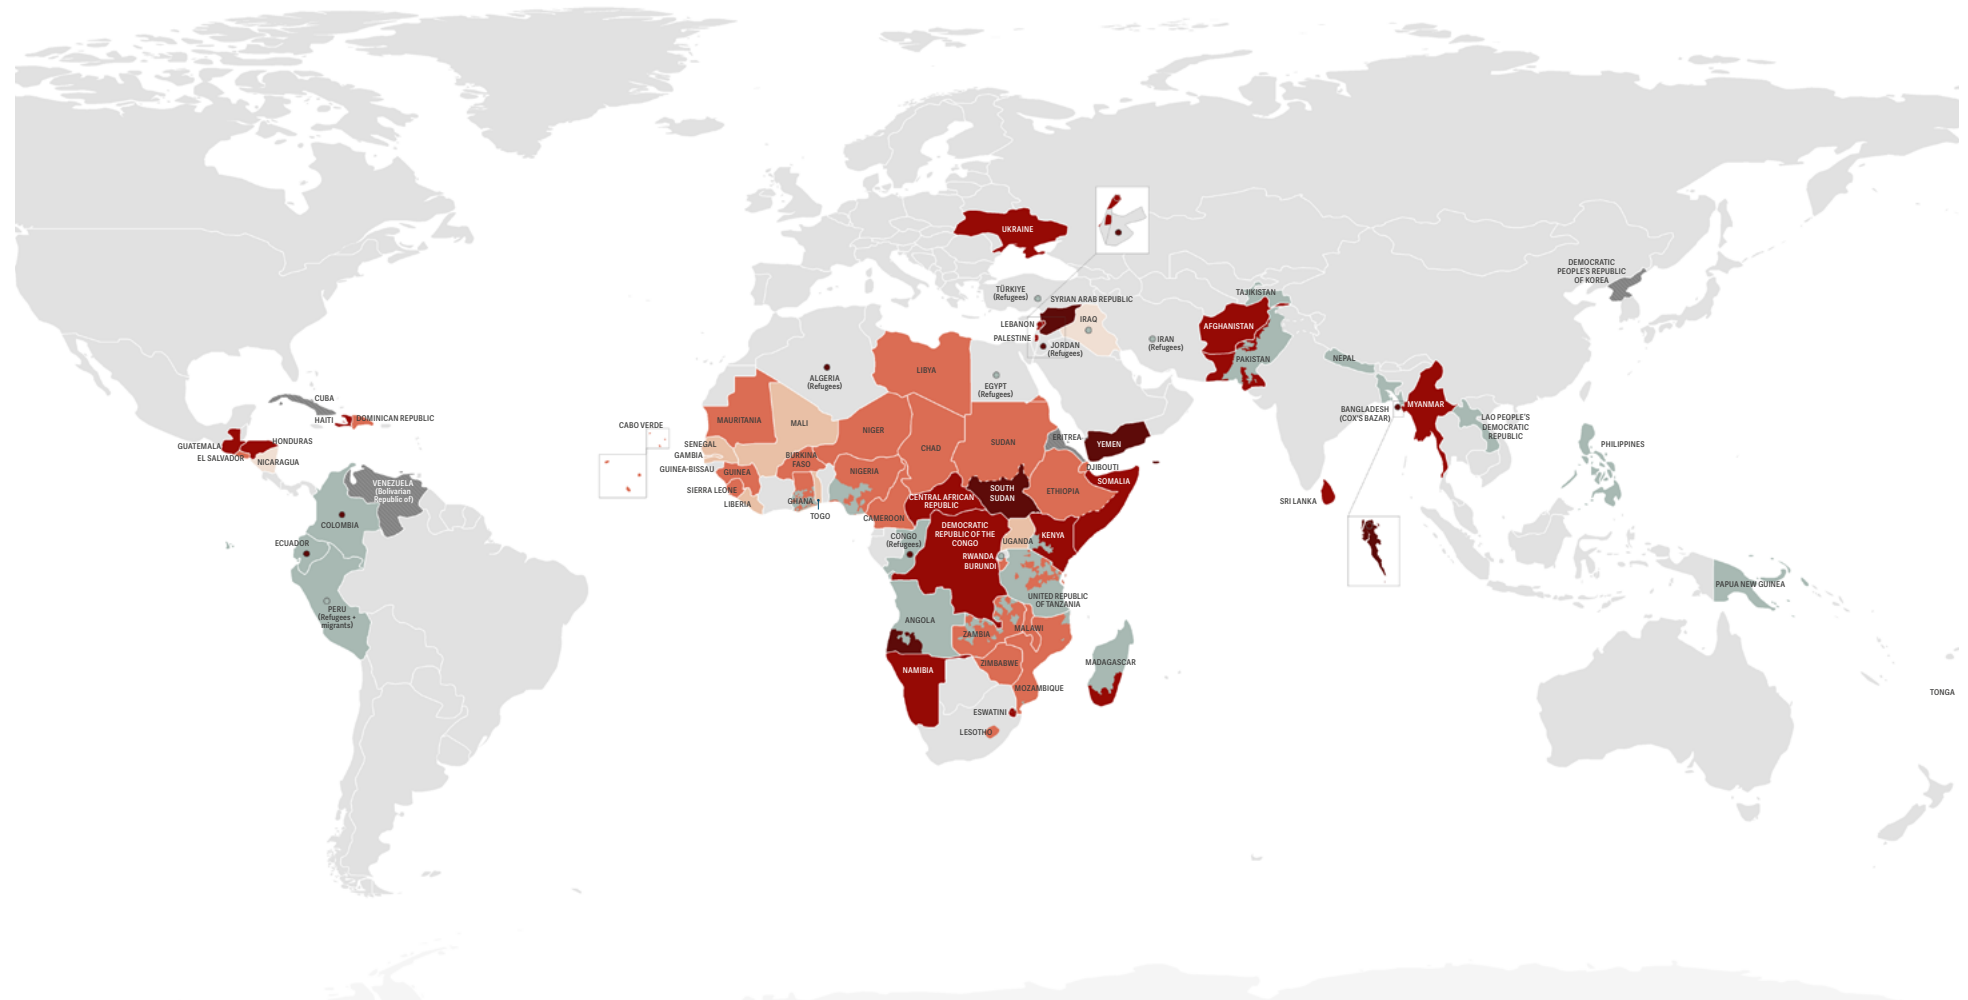 UKRAINE
DEMOCRATIC
PEOPLE'S REPUBLIC
OF KOREA
TÜRKIYE
(Refugees)
SYRIAN ARAB REPUBLIC
TAJIKISTAN
LEBANON
IRAQ
AFGHANISTAN
PALESTINE
JORDAN
(Refugees)
IRAN
(Refugees)
PAKISTAN
NEPAL
ALGERIA
(Refugees)
LIBYA
EGYPT
(Refugees)
CUBA
HAITI
DOMINICAN REPUBLIC
BANGLADESH
(COX'S BAZAR)
MYANMAR
LAO PEOPLE'S
DEMOCRATIC
REPUBLIC
PHILIPPINES
CABO VERDE
MAURITANIA
MALI
NIGER
CHAD
SUDAN
ERITREA
YEMEN
GUATEMALA
HONDURAS
EL SALVADOR
NICARAGUA
SENEGAL
GAMBIA
GUINEA-BISSAU
GUINEA
BURKINA
FASO
NIGERIA
DJIBOUTI
SOMALIA
VENEZUELA
(Bolivarian
Republic of)
SIERRA LEONE
LIBERIA
GHANA
TOGO
CAMEROON
CENTRAL AFRICAN
REPUBLIC
SOUTH
SUDAN
ETHIOPIA
SRI LANKA
COLOMBIA
ECUADOR
CONGO
(Refugees)
DEMOCRATIC
REPUBLIC OF THE
CONGO
UGANDA
KENYA
RWANDA
BURUNDI
PERU
(Refugees +
migrants)
UNITED REPUBLIC
OF TANZANIA
PAPUA NEW GUINEA
ANGOLA
ZAMBIA
MALAWI
NAMIBIA
ZIMBABWE
MADAGASCAR
MOZAMBIQUE
ESWATINI
LESOTHO
TONGA